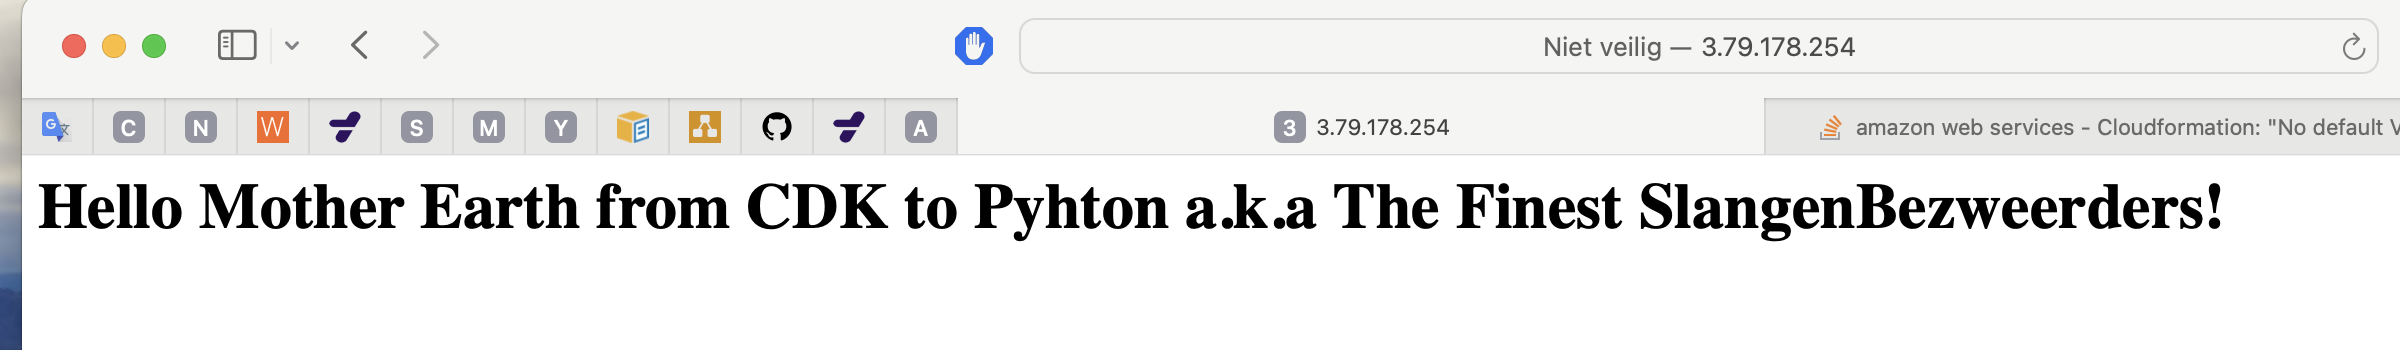 Niet veilig — 3.79.178.254
G C N W S M Y A 3 3.79.178.254 amazon web services - Cloudformation: "No default V
Hello Mother Earth from CDK to Pyhton a.k.a The Finest SlangenBezweerders!